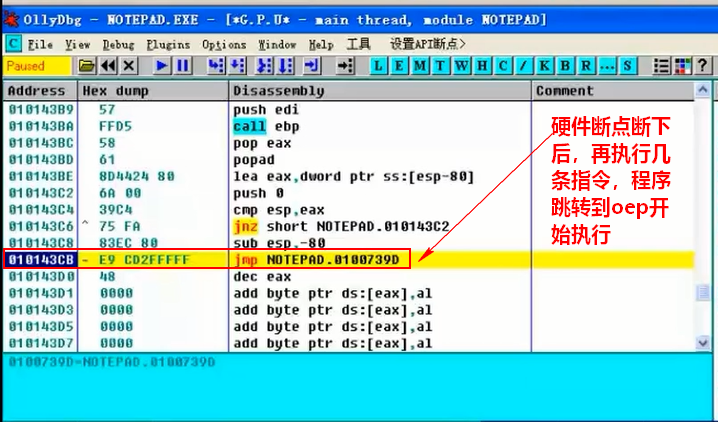 OllyDbg - NOTEPAD.EXE - [*G.P.U* - main thread, module NOTEPAD]
C File View Debug Plugins Options Window Help 工具 设置API断点>
Paused L E M T W H C / K B R ... S ?
Address Hex dump Disassembly Comment
010143B9 57 push edi
010143BA FFD5 call ebp
010143BC 58 pop eax
010143BD 61 popad
010143BE 8D4424 80 lea eax,dword ptr ss:[esp-80]
010143C2 6A 00 push 0
010143C4 39C4 cmp esp,eax
010143C6 ^ 75 FA jnz short NOTEPAD.010143C2
010143C8 83EC 80 sub esp,-80
010143CB - E9 CD2FFFFF jmp NOTEPAD.0100739D
010143D0 48 dec eax
010143D1 0000 add byte ptr ds:[eax],al
010143D3 0000 add byte ptr ds:[eax],al
010143D5 0000 add byte ptr ds:[eax],al
010143D7 0000 add byte ptr ds:[eax],al
硬件断点断下
后，再执行几
条指令，程序
跳转到oep开
始执行
0100739D=NOTEPAD.0100739D